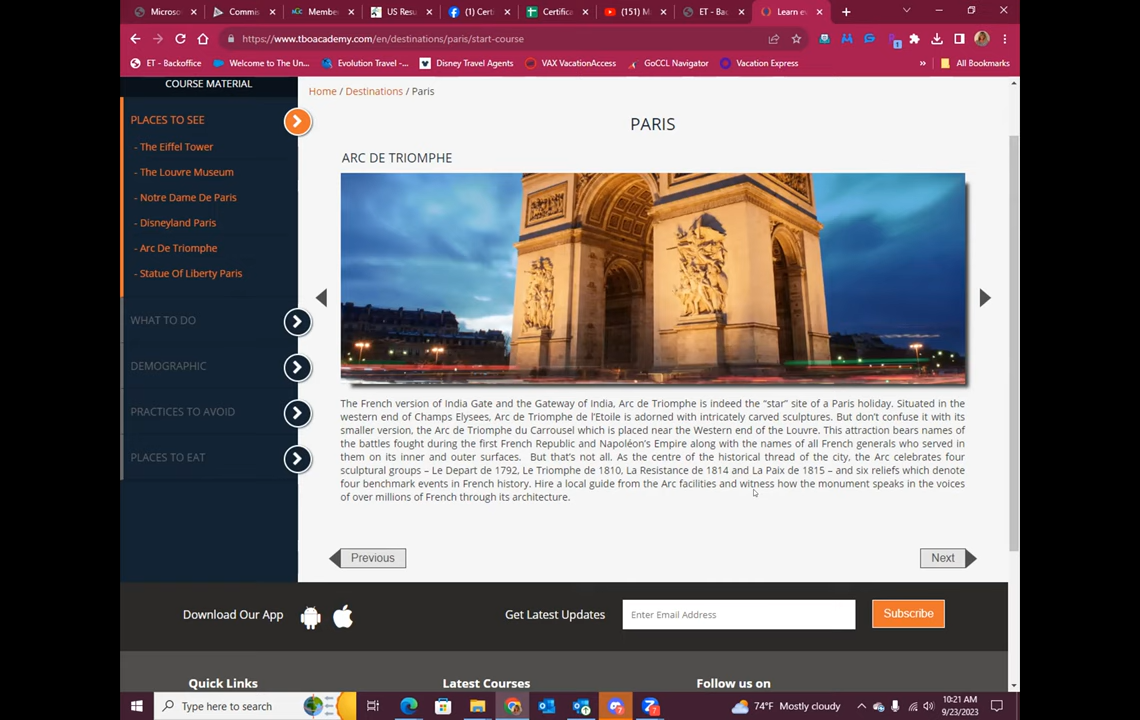 Microso
Commis
Membe
US Resu
(1) Certi
Certifica
(151) M
ET - Bac
Learn ev
https://www.tboacademy.com/en/destinations/paris/start-course
ET - Backoffice
Welcome to The Un...
Evolution Travel -...
Disney Travel Agents
VAX VacationAccess
GoCCL Navigator
Vacation Express
All Bookmarks
COURSE MATERIAL
PLACES TO SEE
- The Eiffel Tower
- The Louvre Museum
- Notre Dame De Paris
- Disneyland Paris
- Arc De Triomphe
- Statue Of Liberty Paris
WHAT TO DO
DEMOGRAPHIC
PRACTICES TO AVOID
PLACES TO EAT
Home / Destinations / Paris
PARIS
ARC DE TRIOMPHE
The French version of India Gate and the Gateway of India, Arc de Triomphe is indeed the “star” site of a Paris holiday. Situated in the
western end of Champs Elysees, Arc de Triomphe de l’Etoile is adorned with intricately carved sculptures. But don’t confuse it with its
smaller version, the Arc de Triomphe du Carrousel which is placed near the Western end of the Louvre. This attraction bears names of
the battles fought during the first French Republic and Napoléon’s Empire along with the names of all French generals who served in
them on its inner and outer surfaces. But that’s not all. As the centre of the historical thread of the city, the Arc celebrates four
sculptural groups – Le Depart de 1792, Le Triomphe de 1810, La Resistance de 1814 and La Paix de 1815 – and six reliefs which denote
four benchmark events in French history. Hire a local guide from the Arc facilities and witness how the monument speaks in the voices
of over millions of French through its architecture.
Previous
Next
Download Our App
Get Latest Updates
Enter Email Address
Subscribe
Quick Links
Latest Courses
Follow us on
Type here to search
74°F Mostly cloudy
10:21 AM
9/23/2023